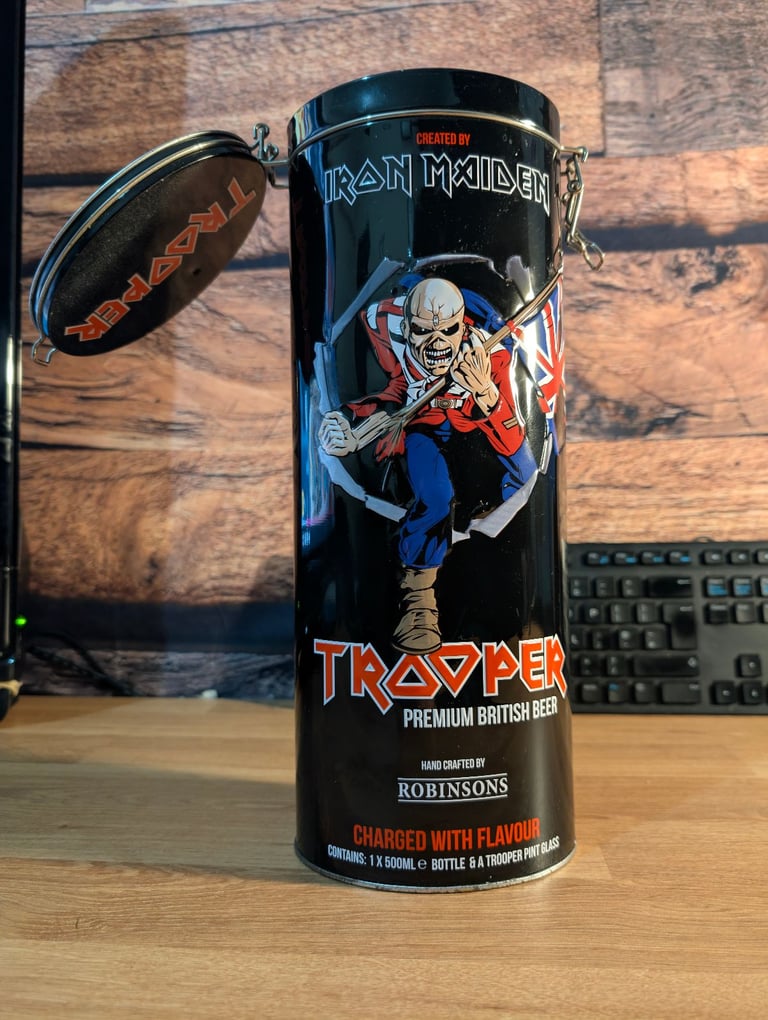 CREATED BY
IRON MAIDEN
TROOPER
TROOPER
PREMIUM BRITISH BEER
HAND CRAFTED BY
ROBINSONS
CHARGED WITH FLAVOUR
CONTAINS: 1 X 500ML ℮ BOTTLE & A TROOPER PINT GLASS